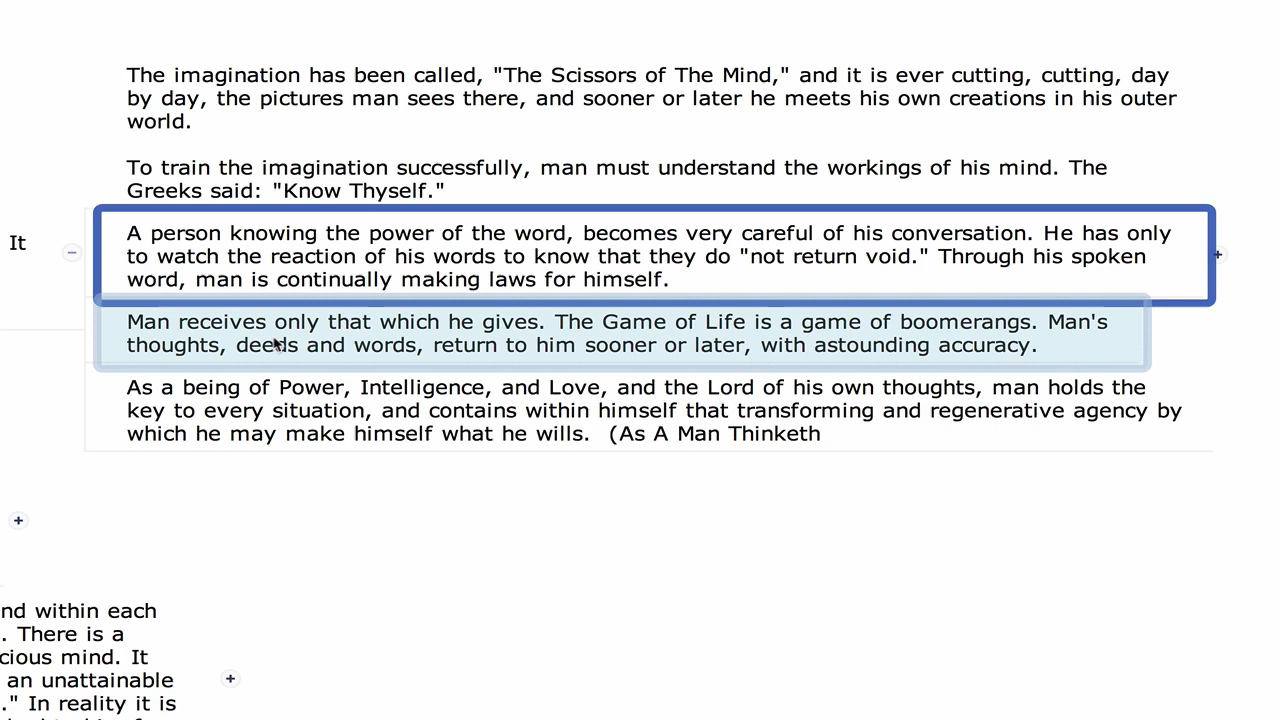 The imagination has been called, "The Scissors of The Mind," and it is ever cutting, cutting, day
by day, the pictures man sees there, and sooner or later he meets his own creations in his outer
world.
To train the imagination successfully, man must understand the workings of his mind. The
Greeks said: "Know Thyself."
It
A person knowing the power of the word, becomes very careful of his conversation. He has only
to watch the reaction of his words to know that they do "not return void." Through his spoken
word, man is continually making laws for himself.
Man receives only that which he gives. The Game of Life is a game of boomerangs. Man's
thoughts, deeds and words, return to him sooner or later, with astounding accuracy.
As a being of Power, Intelligence, and Love, and the Lord of his own thoughts, man holds the
key to every situation, and contains within himself that transforming and regenerative agency by
which he may make himself what he wills.  (As A Man Thinketh
nd within each
. There is a
cious mind. It
an unattainable
." In reality it is